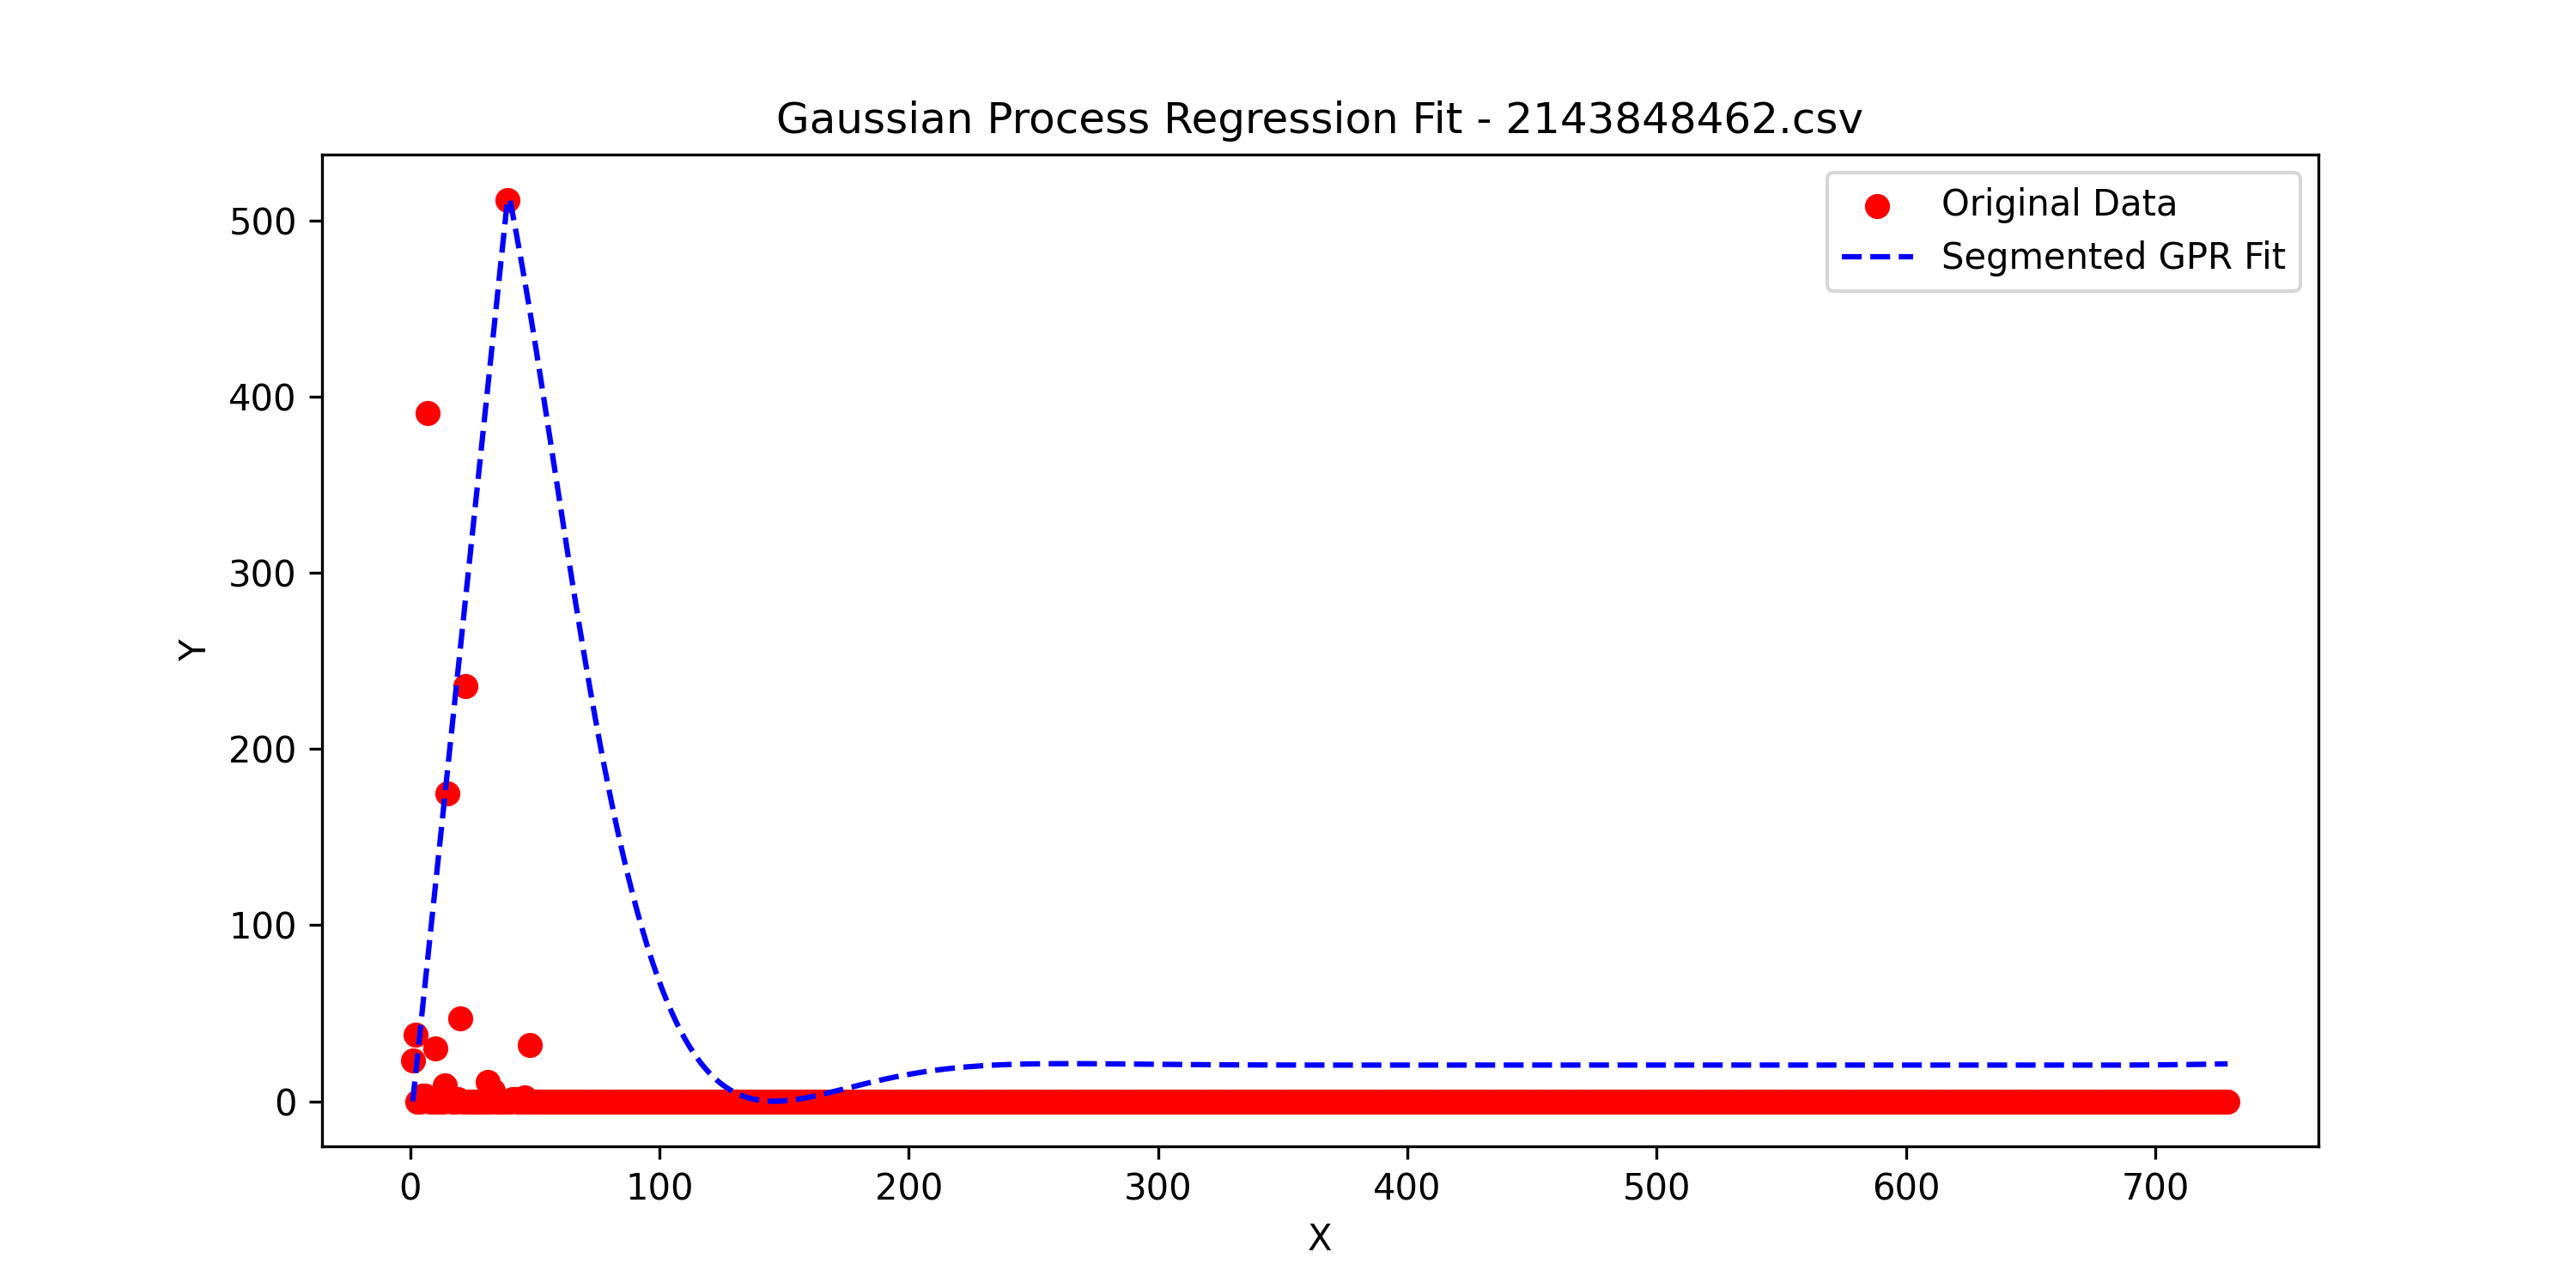 Gaussian Process Regression Fit - 2143848462.csv
Original Data
Segmented GPR Fit
500
400
300
200
100
0
Y
0 100 200 300 400 500 600 700
X